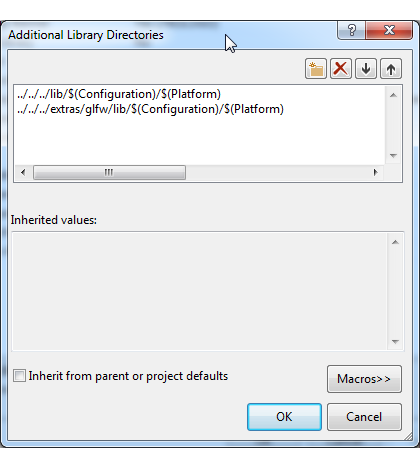 Additional Library Directories
../../../lib/$(Configuration)/$(Platform)
../../../extras/glfw/lib/$(Configuration)/$(Platform)
Inherited values:
Inherit from parent or project defaults
Macros>>
OK
Cancel